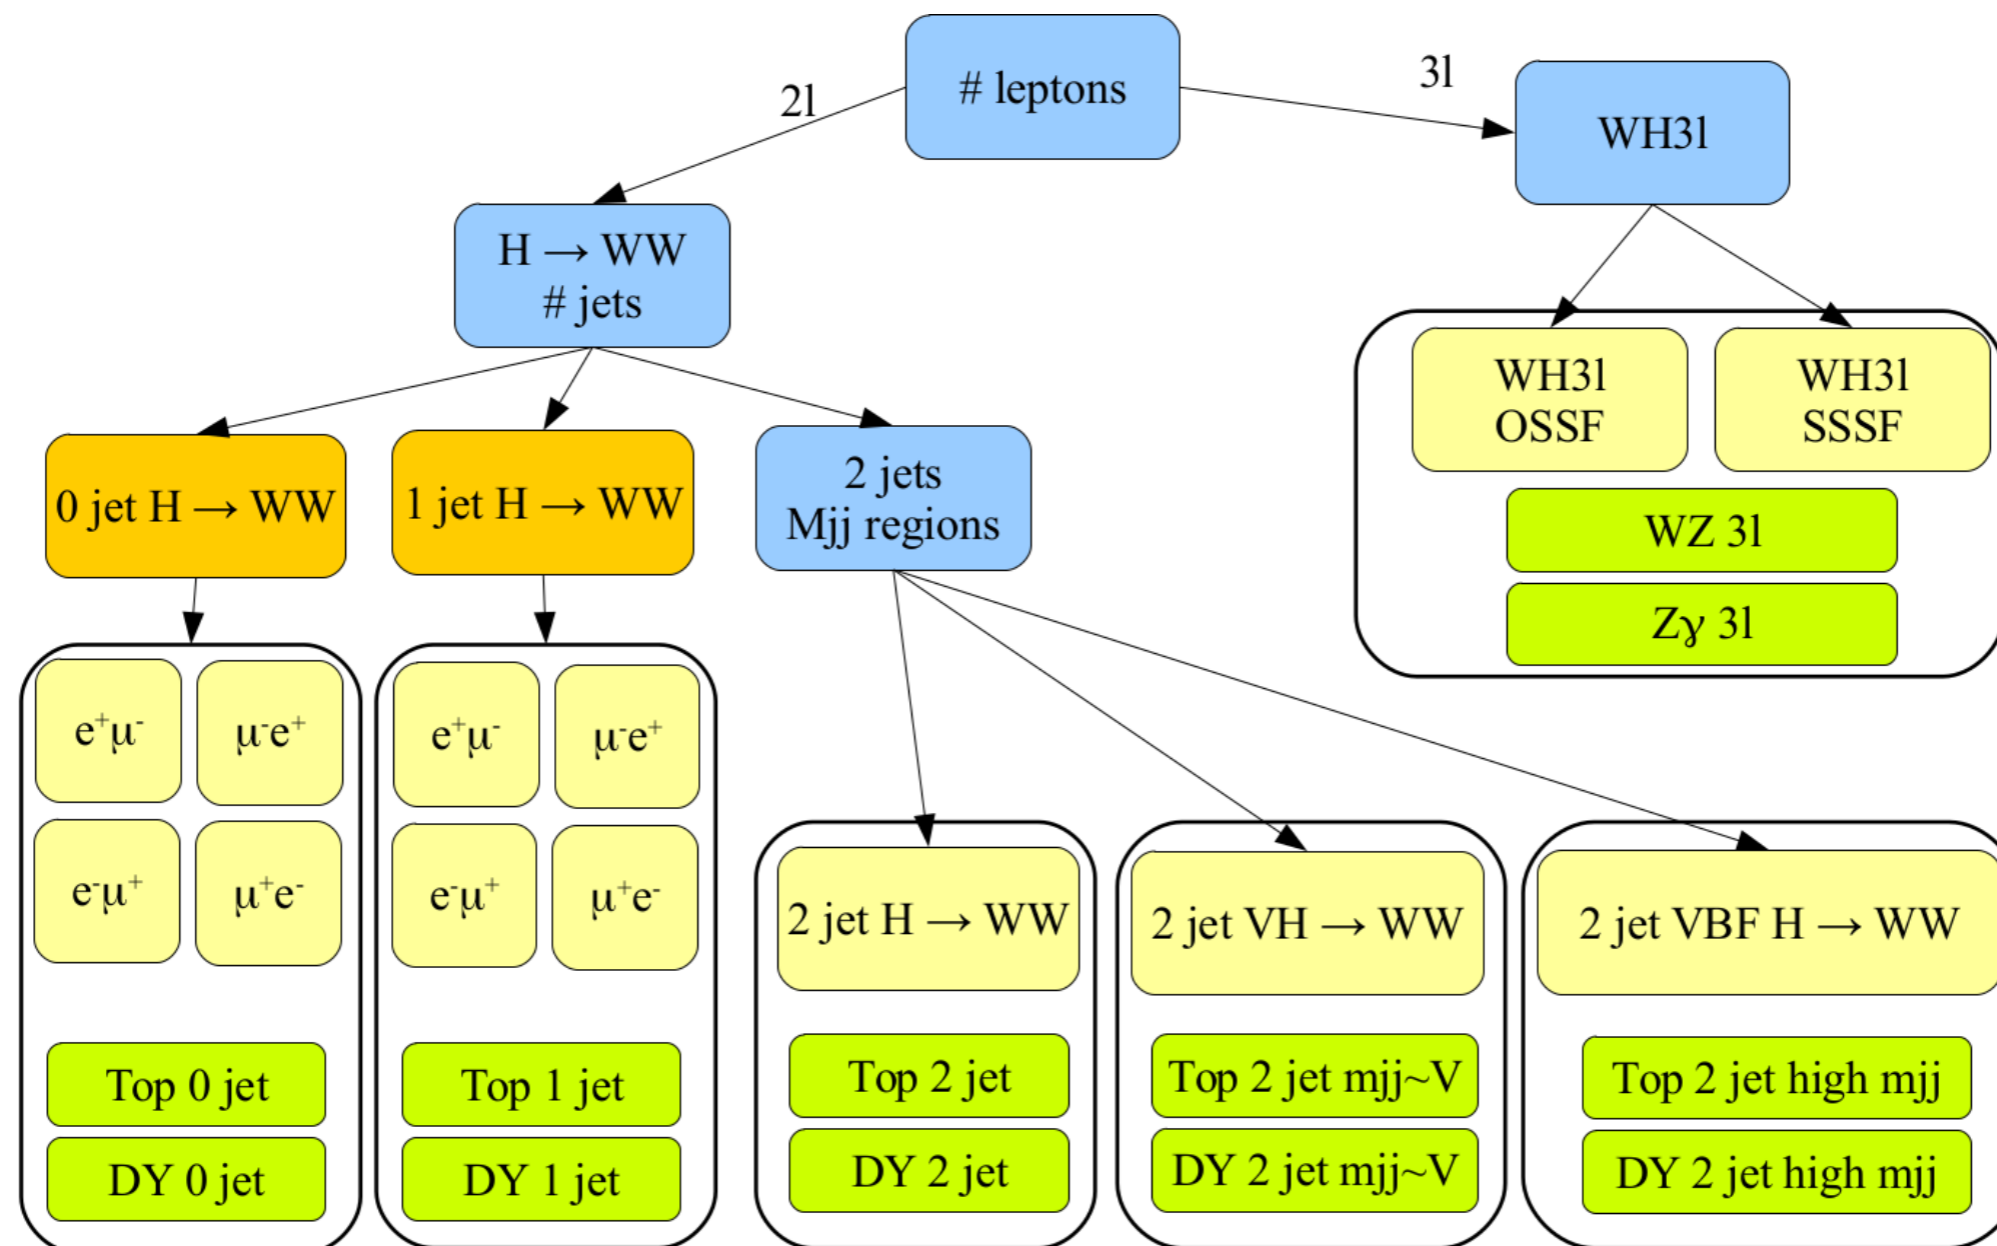 # leptons
2l
3l
WH3l
H → WW
# jets
WH3l
OSSF
WH3l
SSSF
0 jet H → WW
1 jet H → WW
2 jets
Mjj regions
WZ 3l
Zγ 3l
e⁺μ⁻
μ⁻e⁺
e⁻μ⁺
μ⁺e⁻
Top 0 jet
DY 0 jet
e⁺μ⁻
μ⁻e⁺
e⁻μ⁺
μ⁺e⁻
Top 1 jet
DY 1 jet
2 jet H → WW
Top 2 jet
DY 2 jet
2 jet VH → WW
Top 2 jet mjj~V
DY 2 jet mjj~V
2 jet VBF H → WW
Top 2 jet high mjj
DY 2 jet high mjj